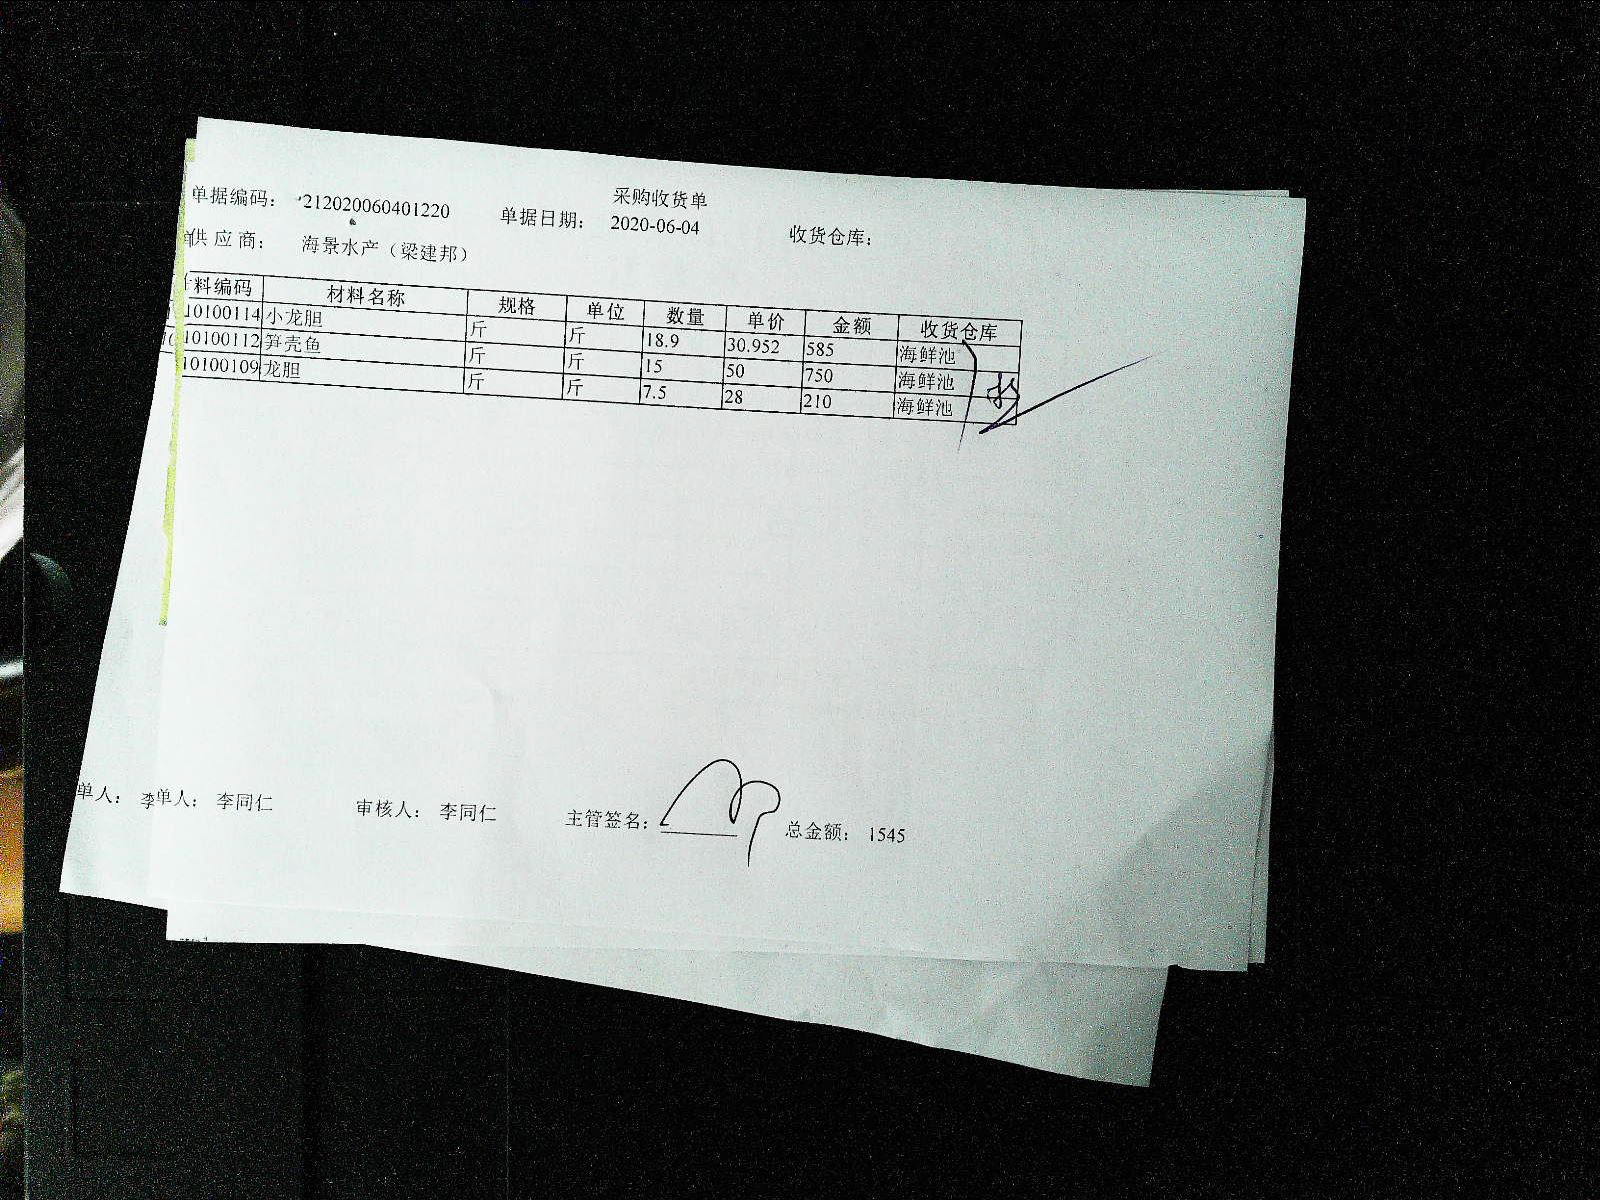 采购收货单
单据编码： 212020060401220 单据日期： 2020-06-04 收货仓库：
供应商： 海景水产（梁建邦）
料编码 材料名称 规格 单位 数量 单价 金额 收货仓库
10100114 小龙胆 斤 斤 18.9 30.952 585 海鲜池
10100112 笋壳鱼 斤 斤 15 50 750 海鲜池
10100109 龙胆 斤 斤 7.5 28 210 海鲜池
单人： 李 单人： 李同仁 审核人： 李同仁 主管签名： 总金额： 1545